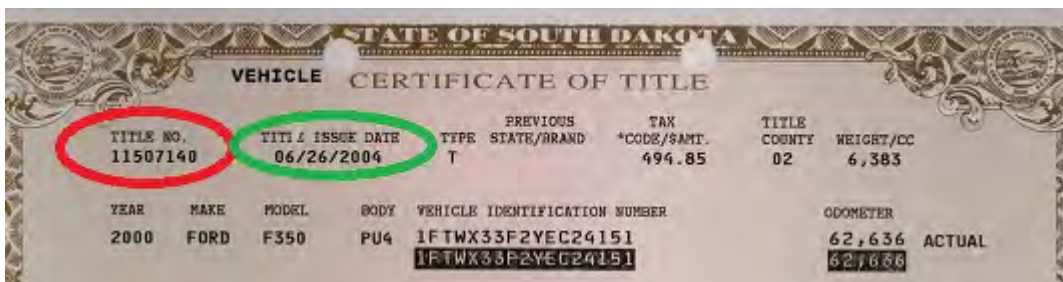 STATE OF SOUTH DAKOTA
VEHICLE CERTIFICATE OF TITLE
PREVIOUS TAX TITLE
TITLE NO. TITLE ISSUE DATE TYPE STATE/BRAND *CODE/$AMT. COUNTY WEIGHT/CC
11507140 06/26/2004 T 494.85 02 6,383
YEAR MAKE MODEL BODY VEHICLE IDENTIFICATION NUMBER ODOMETER
2000 FORD F350 PU4 1FTWX33F2YEC24151 62,636 ACTUAL
1FTWX33F2YEC24151 62,636